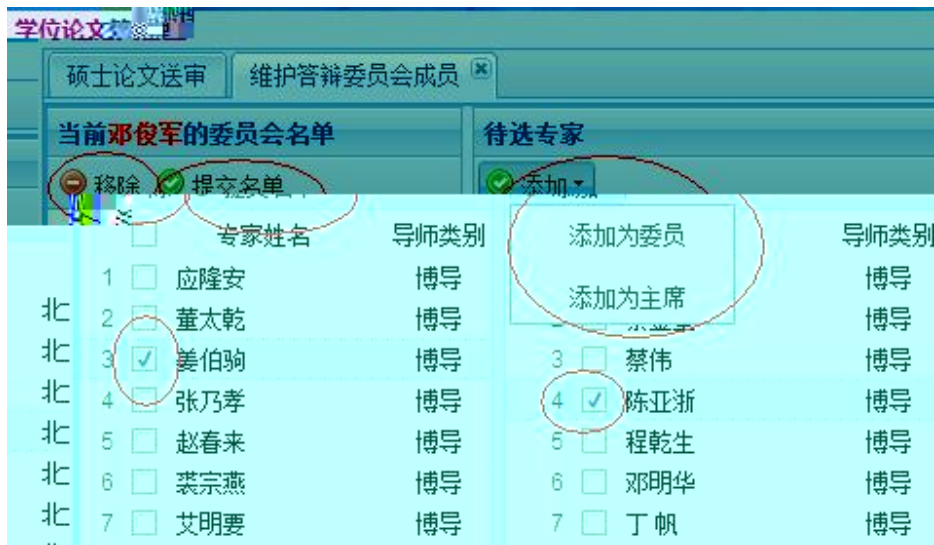 学位论文
硕士论文送审 维护答辩委员会成员
当前邓俊军的委员会名单 待选专家
移除 提交名单 添加
专家姓名 导师类别 添加为委员 导师类别
1 应隆安 博导 博导
添加为主席
北 2 董太乾 博导 博导
北 3 姜伯驹 博导 3 蔡伟 博导
北 4 张乃孝 博导 4 陈亚浙 博导
北 5 赵春来 博导 5 程乾生 博导
北 6 裘宗燕 博导 6 邓明华 博导
北 7 艾明要 博导 7 丁帆 博导